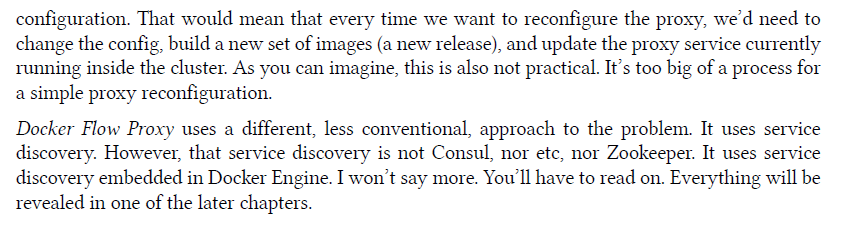 configuration. That would mean that every time we want to reconfigure the proxy, we’d need to
change the config, build a new set of images (a new release), and update the proxy service currently
running inside the cluster. As you can imagine, this is also not practical. It’s too big of a process for
a simple proxy reconfiguration.
Docker Flow Proxy uses a different, less conventional, approach to the problem. It uses service
discovery. However, that service discovery is not Consul, nor etc, nor Zookeeper. It uses service
discovery embedded in Docker Engine. I won’t say more. You’ll have to read on. Everything will be
revealed in one of the later chapters.